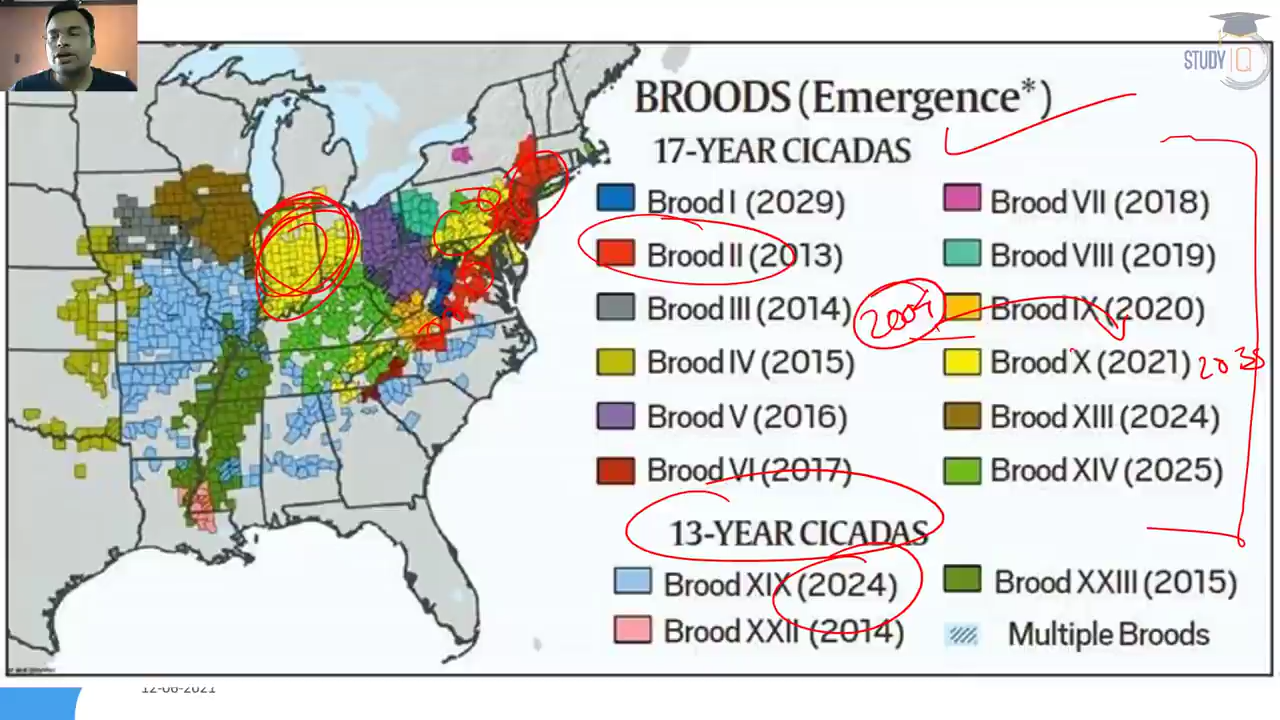 STUDY IQ
BROODS (Emergence*)
17-YEAR CICADAS
Brood I (2029)
Brood II (2013)
Brood III (2014)
Brood IV (2015)
Brood V (2016)
Brood VI (2017)
Brood VII (2018)
Brood VIII (2019)
2004
Brood IX (2020)
Brood X (2021) 2038
Brood XIII (2024)
Brood XIV (2025)
13-YEAR CICADAS
Brood XIX (2024)
Brood XXII (2014)
Brood XXIII (2015)
Multiple Broods
12-06-2021